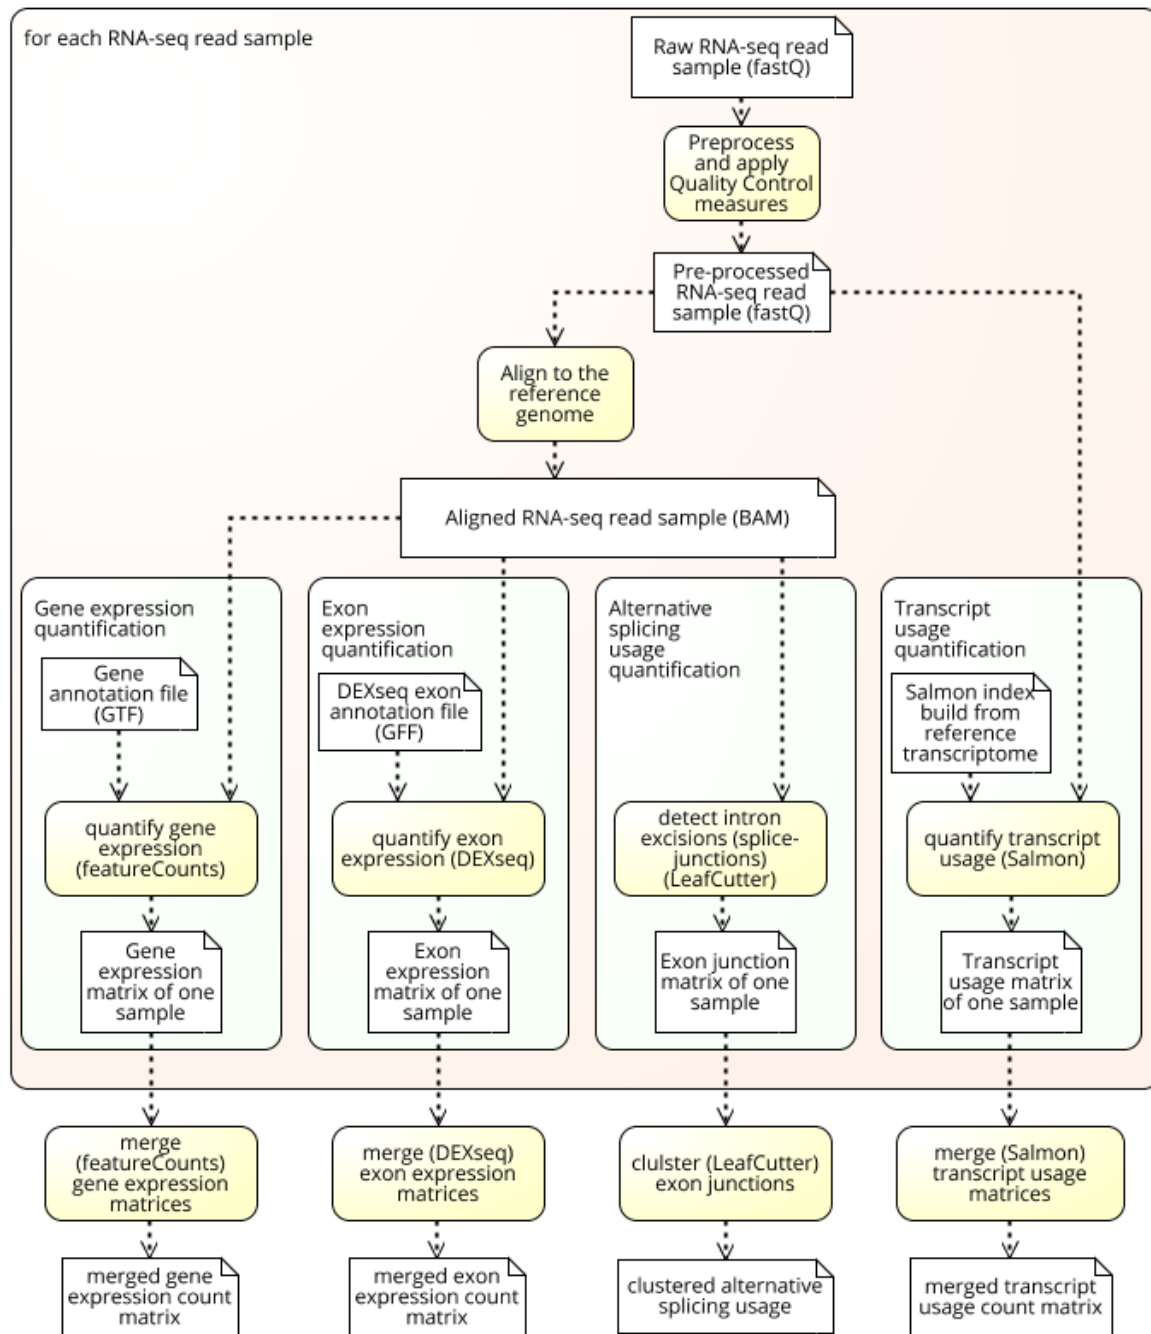 for each RNA-seq read sample
Raw RNA-seq read
sample (fastQ)
Preprocess
and apply
Quality Control
measures
Pre-processed
RNA-seq read
sample (fastQ)
Align to the
reference
genome
Aligned RNA-seq read sample (BAM)
Gene expression
quantification
Gene
annotation file
(GTF)
quantify gene
expression
(featureCounts)
Gene
expression
matrix of one
sample
Exon
expression
quantification
DEXseq exon
annotation file
(GFF)
quantify exon
expression (DEXseq)
Exon
expression
matrix of one
sample
Alternative
splicing
usage
quantification
detect intron
excisions (splice-
junctions)
(LeafCutter)
Exon junction
matrix of one
sample
Transcript
usage
quantification
Salmon index
build from
reference
transcriptome
quantify transcript
usage (Salmon)
Transcript
usage matrix
of one sample
merge
(featureCounts)
gene expression
matrices
merged gene
expression count
matrix
merge (DEXseq)
exon expression
matrices
merged exon
expression count
matrix
clulster (LeafCutter)
exon junctions
clustered alternative
splicing usage
merge (Salmon)
transcript usage
matrices
merged transcript
usage count matrix